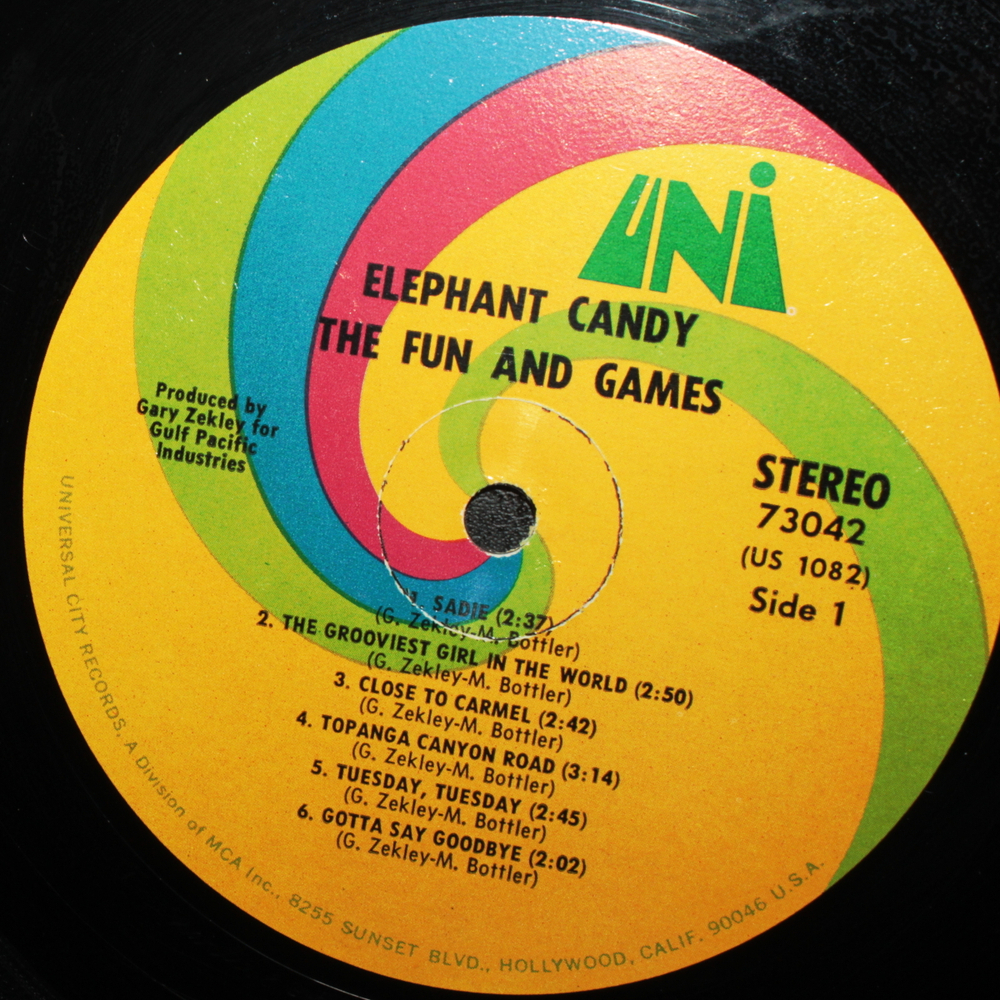 UNi
ELEPHANT CANDY
THE FUN AND GAMES
Produced by
Gary Zekley for
Gulf Pacific
Industries
STEREO
73042
(US 1082)
Side 1
1. SADIE (2:37)
(G. Zekley-M. Bottler)
2. THE GROOVIEST GIRL IN THE WORLD (2:50)
(G. Zekley-M. Bottler)
3. CLOSE TO CARMEL (2:42)
(G. Zekley-M. Bottler)
4. TOPANGA CANYON ROAD (3:14)
(G. Zekley-M. Bottler)
5. TUESDAY, TUESDAY (2:45)
(G. Zekley-M. Bottler)
6. GOTTA SAY GOODBYE (2:02)
(G. Zekley-M. Bottler)
UNIVERSAL CITY RECORDS, A Division of MCA Inc., 8255 SUNSET BLVD., HOLLYWOOD, CALIF. 90046 U.S.A.